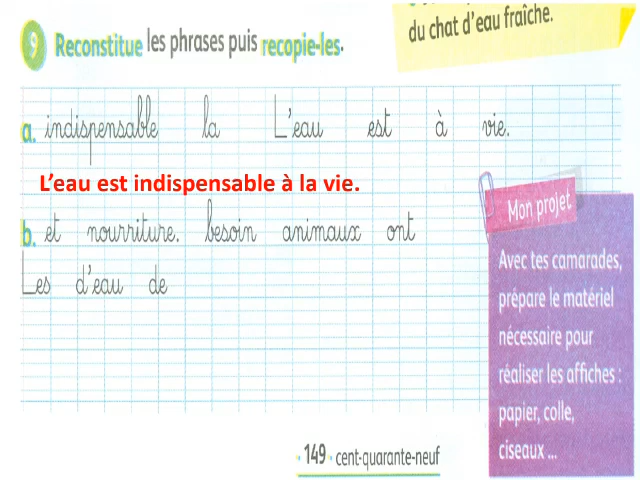 du chat d'eau fraîche.
9 Reconstitue les phrases puis recopie-les.
a. indispensable la L'eau est à vie.
L'eau est indispensable à la vie.
b. et nourriture. besoin animaux ont
Les d'eau de
Mon projet
Avec tes camarades,
prépare le matériel
nécessaire pour
réaliser les affiches :
papier, colle,
ciseaux ...
149 cent-quarante-neuf